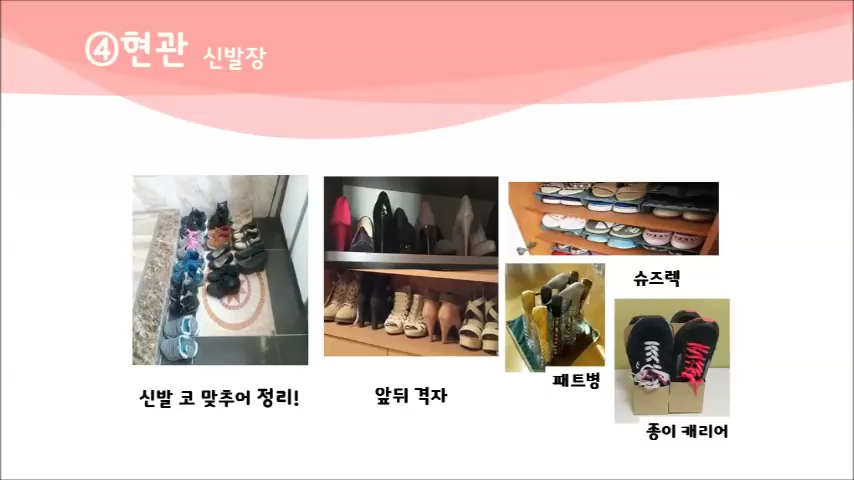 ④현관 신발장
신발 코 맞추어 정리!
앞뒤 격자
슈즈렉
패트병
종이 캐리어